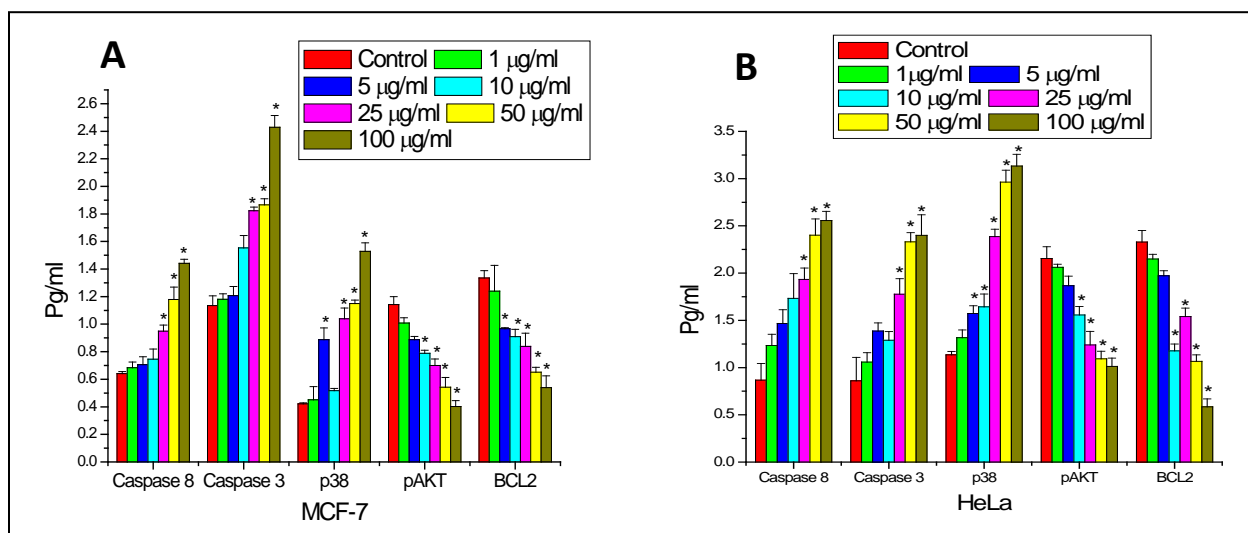 A
Control 1 μg/ml
5 μg/ml 10 μg/ml
25 μg/ml 50 μg/ml
100 μg/ml
Pg/ml
2.6
2.4
2.2
2.0
1.8
1.6
1.4
1.2
1.0
0.8
0.6
0.4
0.2
0.0
* * * * * * * * * * * * * * * * * *
Caspase 8 Caspase 3 p38 pAKT BCL2
MCF-7
B
Control
1μg/ml 5 μg/ml
10 μg/ml 25 μg/ml
50 μg/ml 100 μg/ml
Pg/ml
3.5
3.0
2.5
2.0
1.5
1.0
0.5
0.0
* * * * * * * * * * * * * * * * * * *
Caspase 8 Caspase 3 p38 pAKT BCL2
HeLa